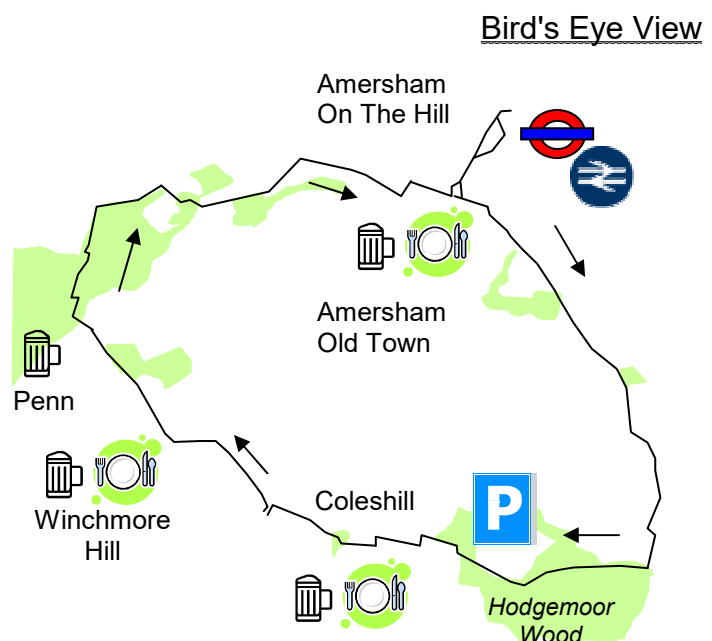 Bird's Eye View
Amersham
On The Hill
Amersham
Old Town
Penn
Winchmore
Hill
Coleshill
P
Hodgemoor
Wood